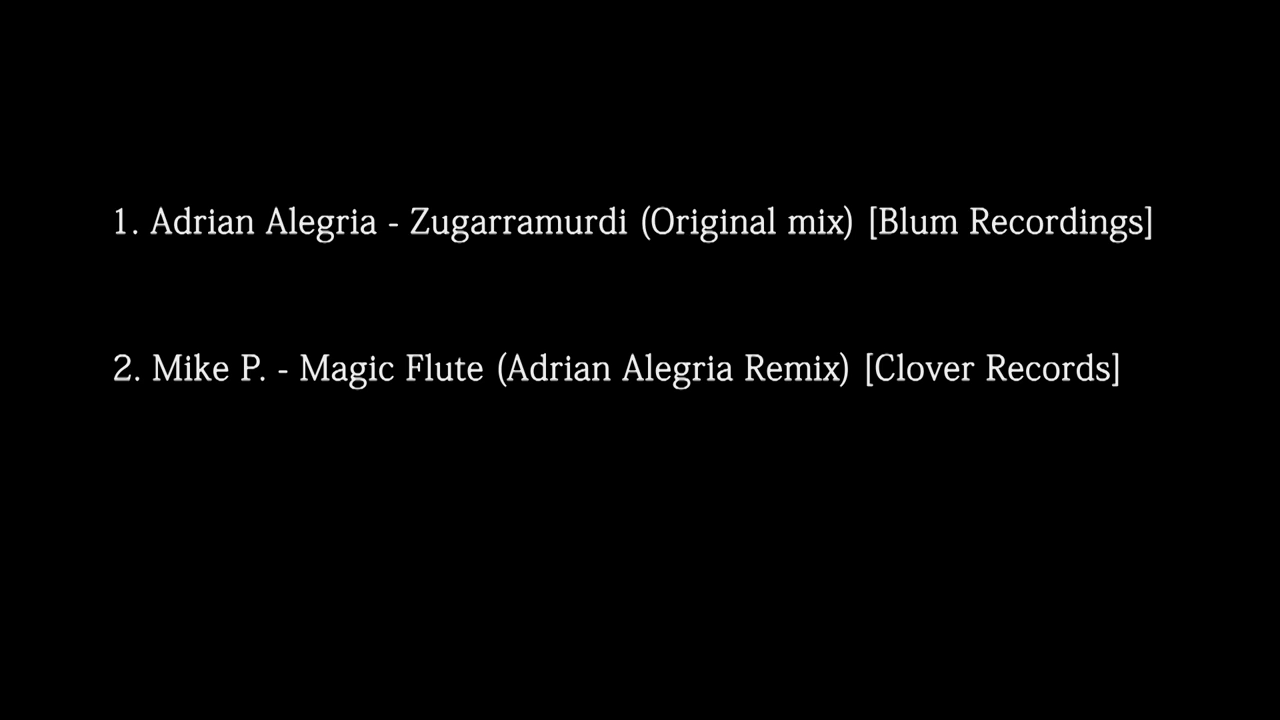 1. Adrian Alegria - Zugarramurdi (Original mix) [Blum Recordings]
2. Mike P. - Magic Flute (Adrian Alegria Remix) [Clover Records]